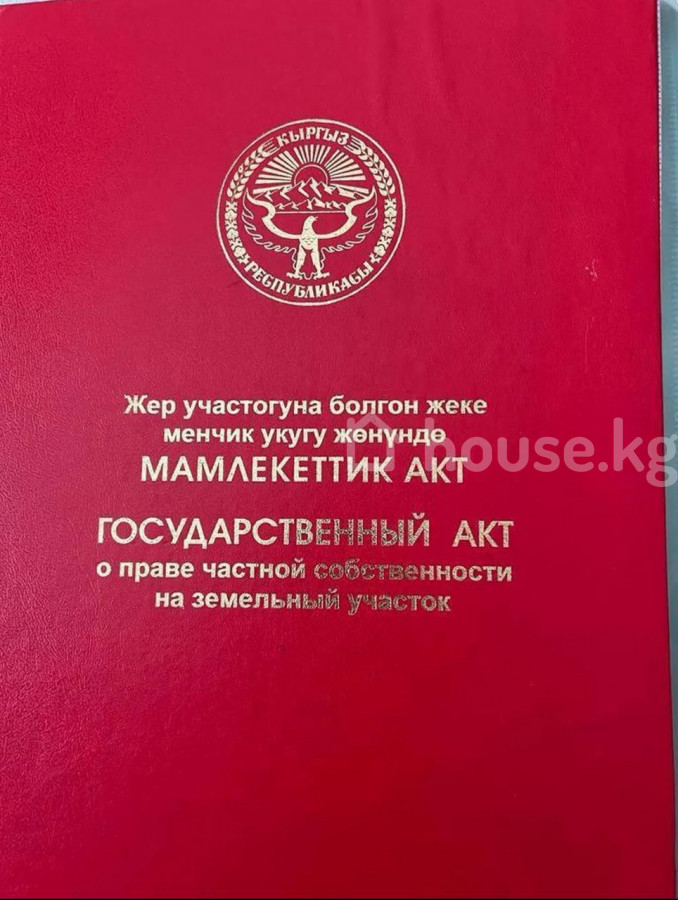 КЫРГЫЗ
РЕСПУБЛИКАСЫ
Жер участогуна болгон жеке
менчик укугу жөнүндө
house.kg
МАМЛЕКЕТТИК АКТ
ГОСУДАРСТВЕННЫЙ АКТ
о праве частной собственности
на земельный участок